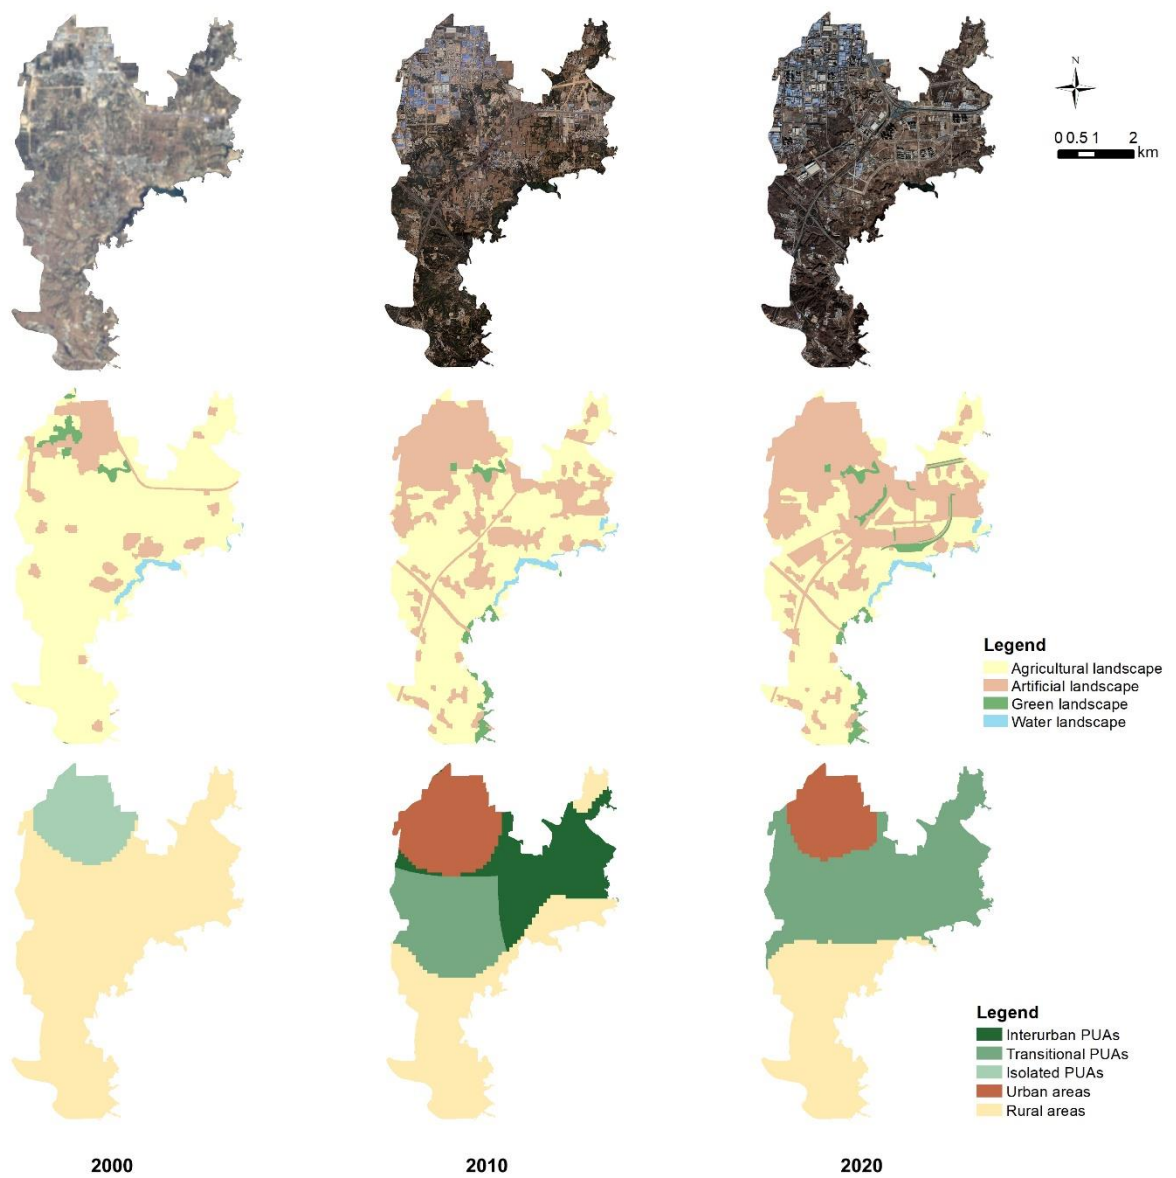 N
0 0.5 1 2
km
Legend
Agricultural landscape
Artificial landscape
Green landscape
Water landscape
Legend
Interurban PUAs
Transitional PUAs
Isolated PUAs
Urban areas
Rural areas
2000 2010 2020